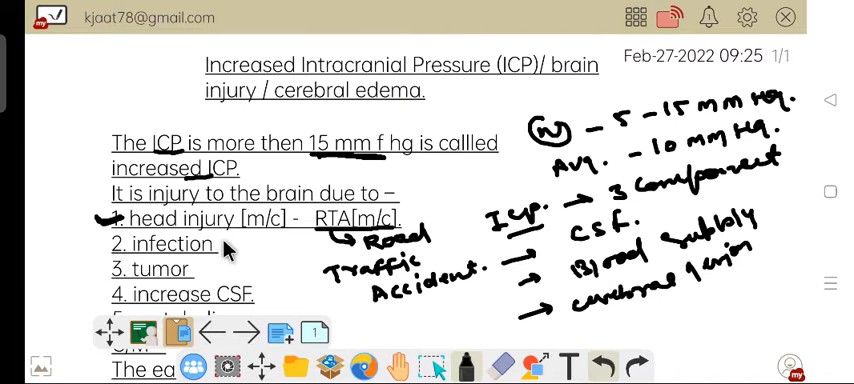 kjaat78@gmail.com
Feb-27-2022 09:25 1/1
Increased Intracranial Pressure (ICP)/ brain
injury / cerebral edema.
The ICP is more then 15 mm f hg is callled
increased ICP.
It is injury to the brain due to –
1. head injury [m/c] - RTA[m/c].
2. infection
3. tumor
4. increase CSF.
The ea
N – 5 – 15 mm Hg.
Avg. – 10 mm Hg.
ICP. → 3 component
→ CSF.
→ Blood supply
→ cerebral
Road
Traffic
Accident.
1
T
my
my